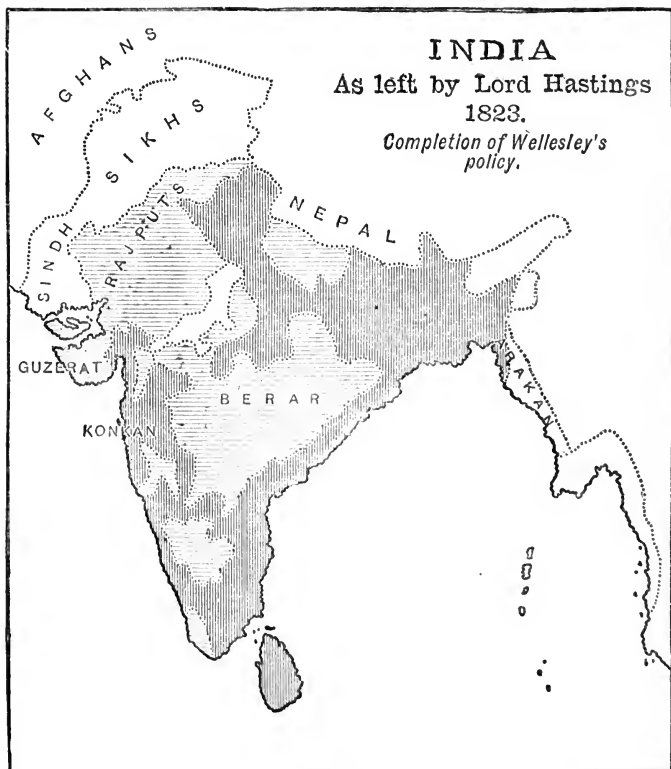 INDIA
As left by Lord Hastings
1823.
Completion of Wellesley's
policy.
AFGHANS
SIKHS
SINDH
RAJPUTS
NEPAL
GUZERAT
BERAR
KONKAN
ARAKAN